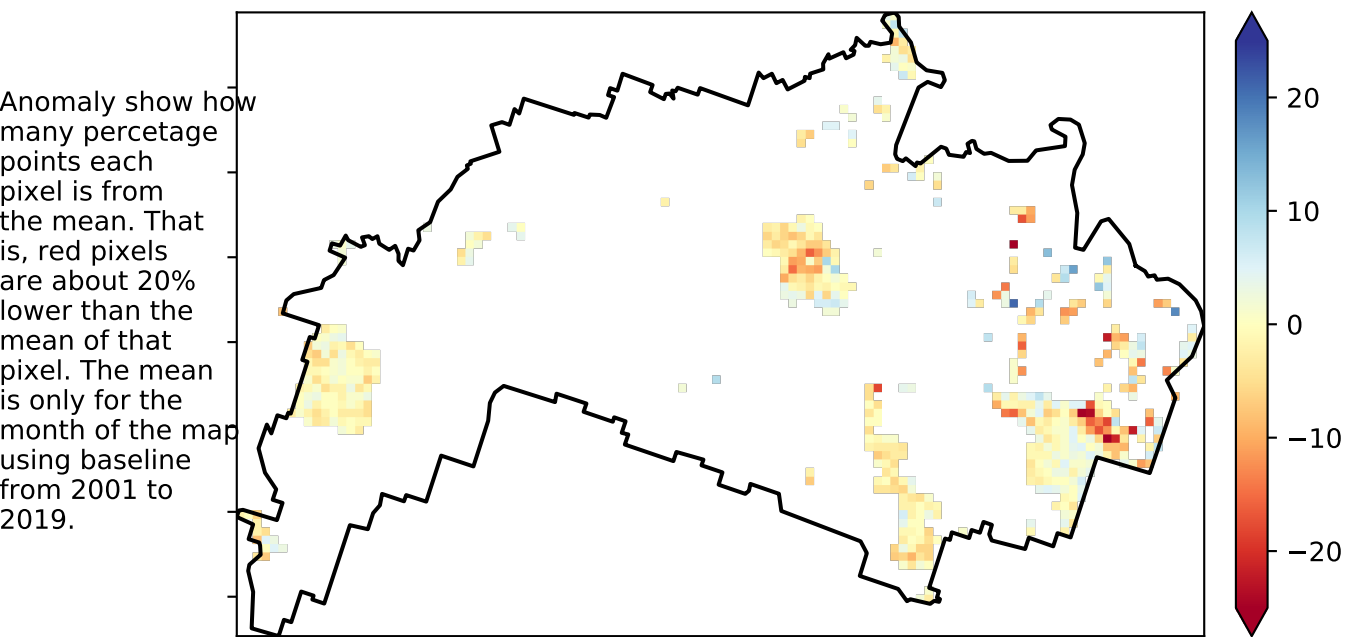 Anomaly show how
many percetage
points each
pixel is from
the mean. That
is, red pixels
are about 20%
lower than the
mean of that
pixel. The mean
is only for the
month of the map
using baseline
from 2001 to
2019.
20
10
0
−10
−20